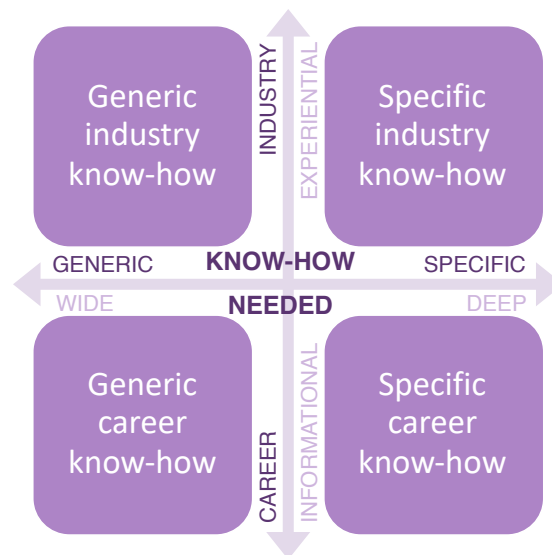 Generic
industry
know-how
INDUSTRY
EXPERIENTIAL
Specific
industry
know-how
GENERIC
KNOW-HOW
SPECIFIC
WIDE
NEEDED
DEEP
Generic
career
know-how
CAREER
INFORMATIONAL
Specific
career
know-how